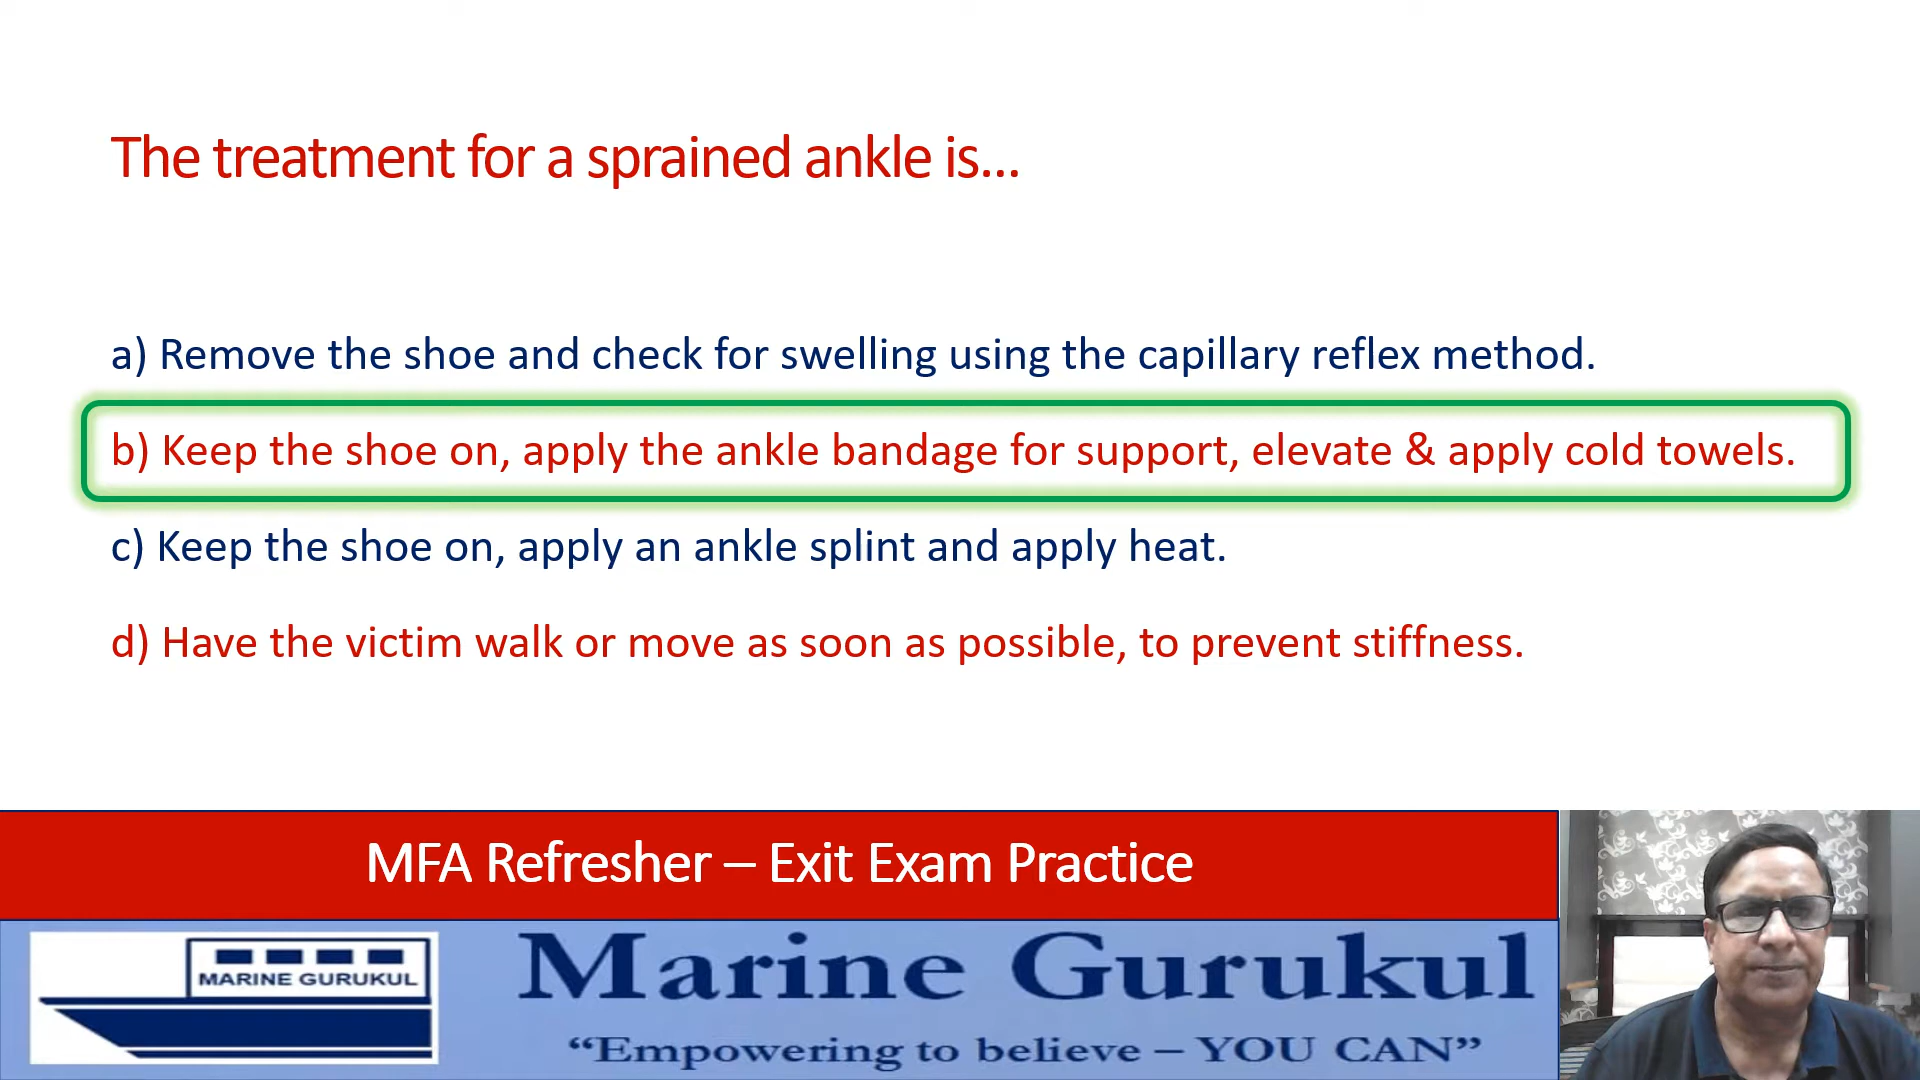 The treatment for a sprained ankle is...
a) Remove the shoe and check for swelling using the capillary reflex method.
b) Keep the shoe on, apply the ankle bandage for support, elevate & apply cold towels.
c) Keep the shoe on, apply an ankle splint and apply heat.
d) Have the victim walk or move as soon as possible, to prevent stiffness.
MFA Refresher – Exit Exam Practice
MARINE GURUKUL
Marine Gurukul
“Empowering to believe – YOU CAN”